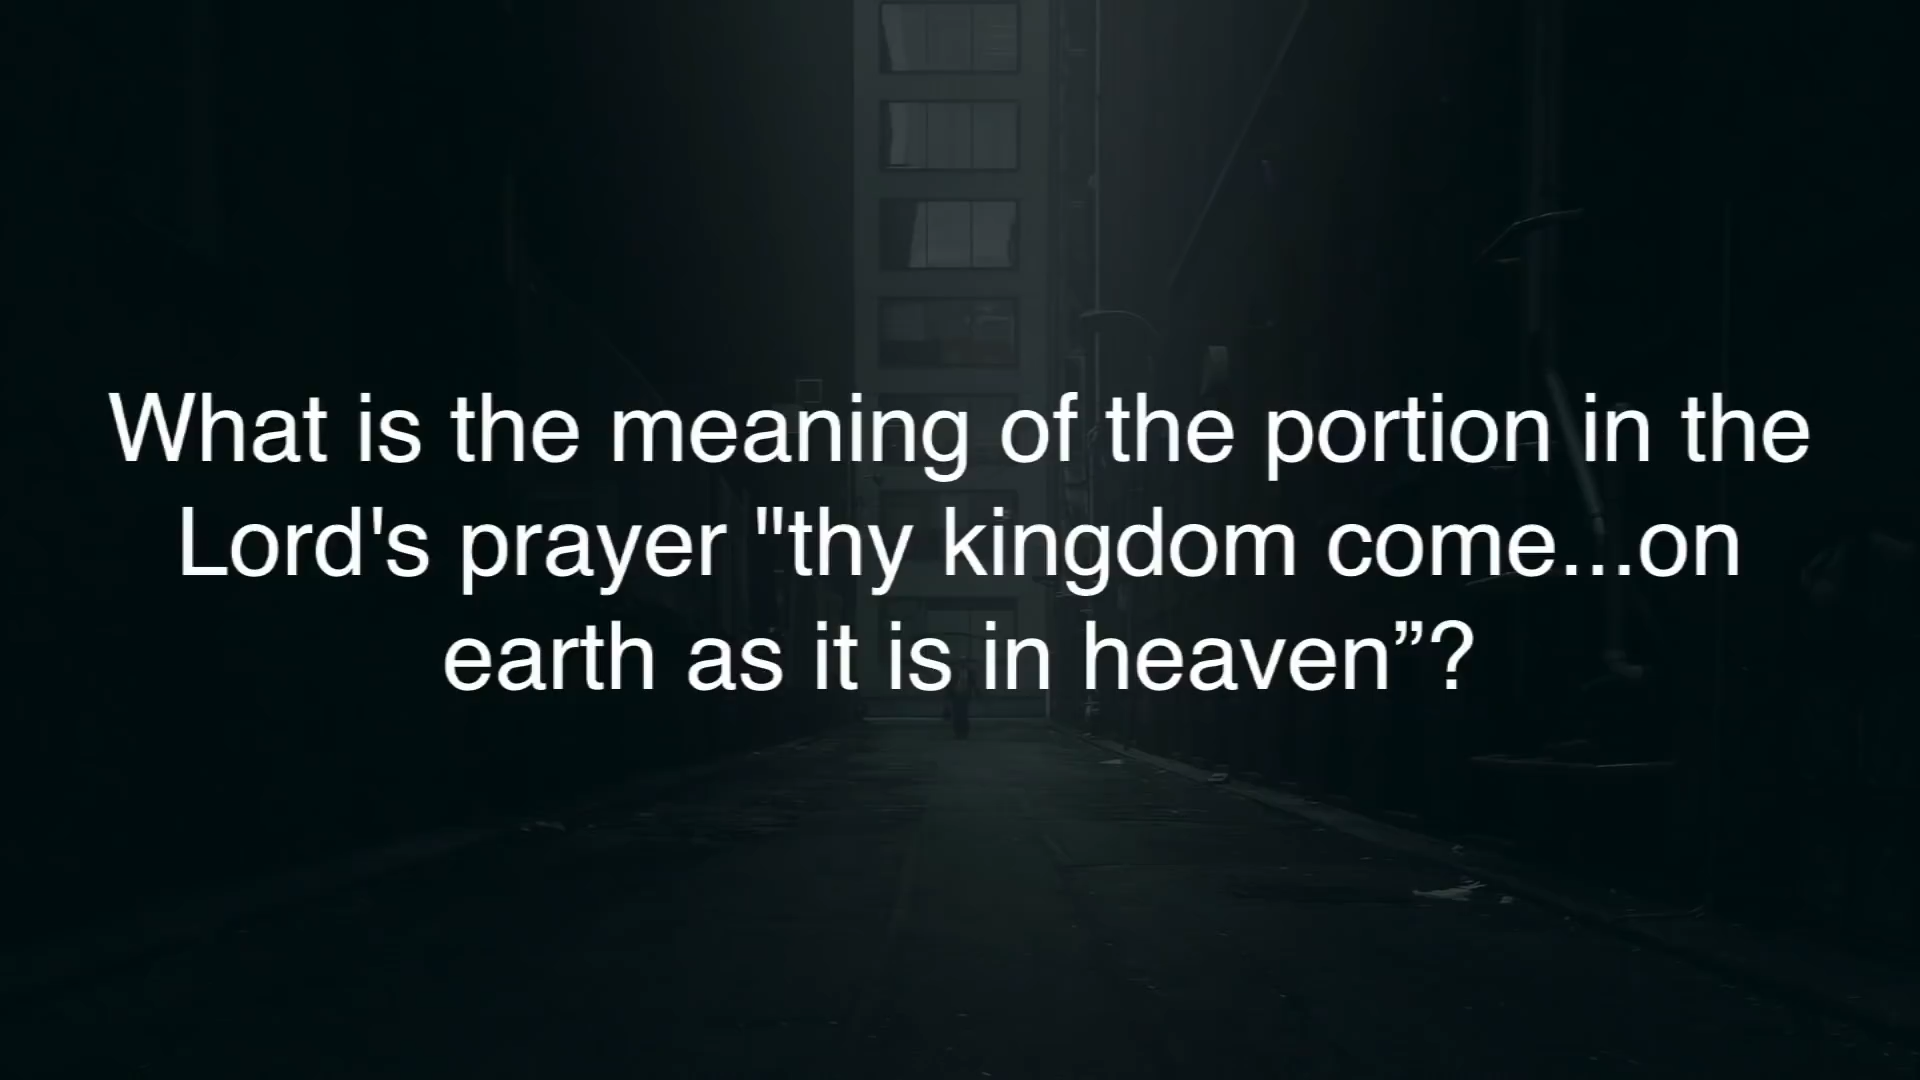 What is the meaning of the portion in the
Lord's prayer "thy kingdom come...on
earth as it is in heaven”?